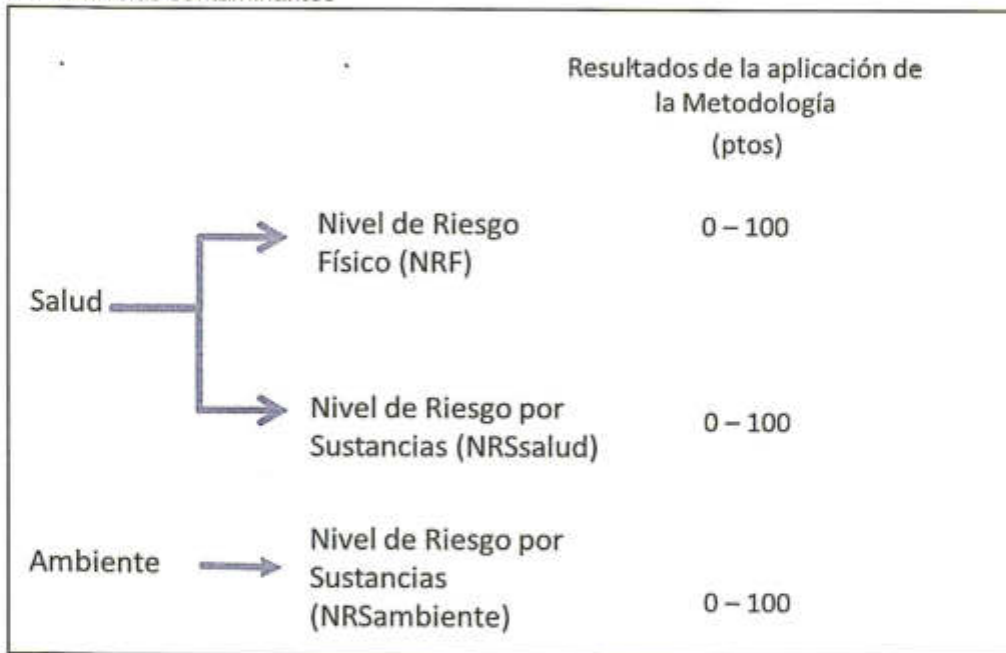 Resultados de la aplicación de
la Metodología
(ptos)
Nivel de Riesgo
Físico (NRF)
0 – 100
Salud
Nivel de Riesgo por
Sustancias (NRSsalud)
0 – 100
Ambiente
Nivel de Riesgo por
Sustancias
(NRSambiente)
0 – 100